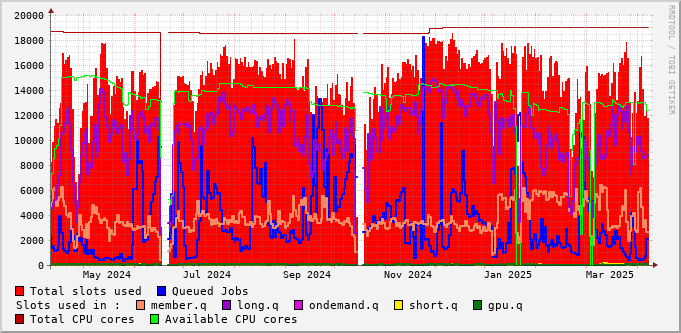 20000
18000
16000
14000
12000
10000
8000
6000
4000
2000
0
May 2024 Jul 2024 Sep 2024 Nov 2024 Jan 2025 Mar 2025
RRDTOOL / TOBI OETIKER
Total slots used Queued Jobs
Slots used in : member.q long.q ondemand.q short.q gpu.q
Total CPU cores Available CPU cores